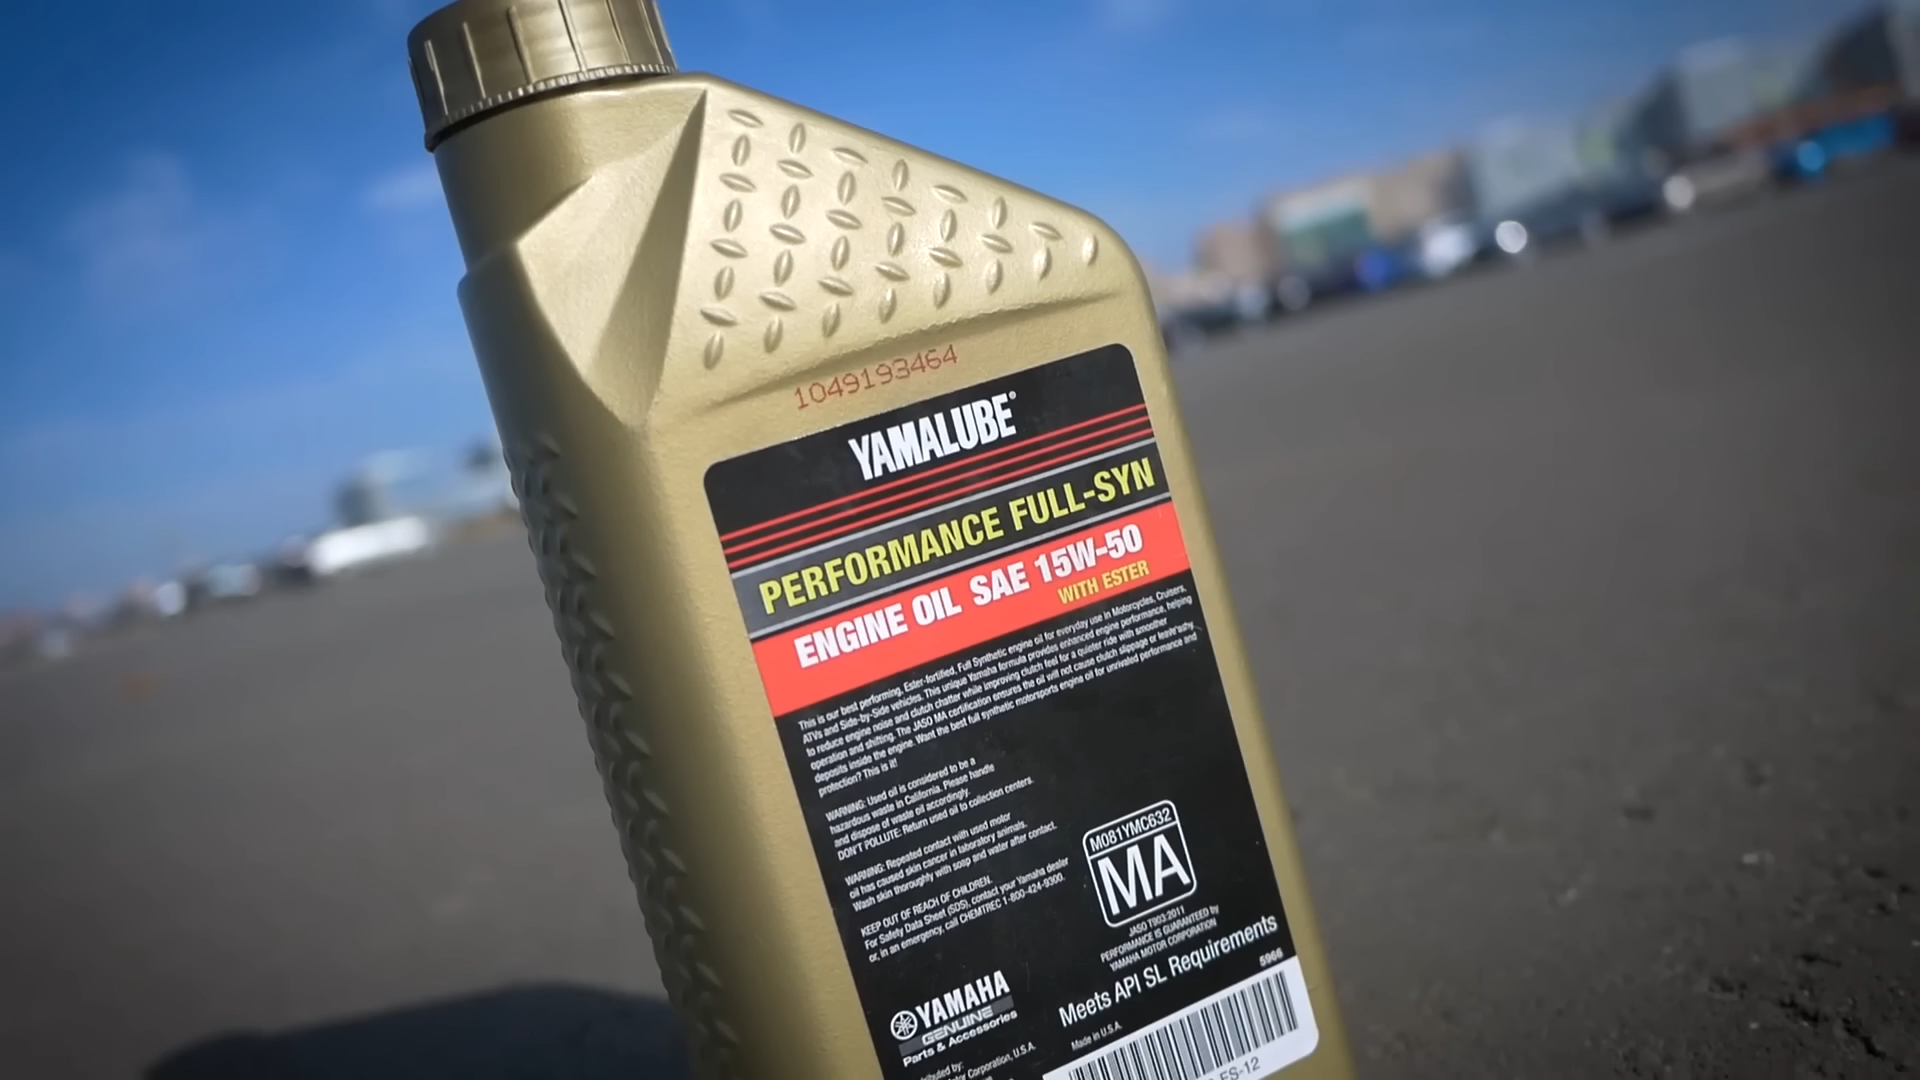 1049193464
YAMALUBE®
PERFORMANCE FULL-SYN
ENGINE OIL SAE 15W-50
WITH ESTER
This is our best performing, Ester-fortified, Full Synthetic engine oil for everyday use in Motorcycles, Cruisers,
ATVs and Side-by-Side vehicles. This unique Yamaha formula provides enhanced engine performance, helping
to reduce engine noise and clutch chatter while improving clutch feel for a quieter ride with smoother
operation and shifting. The JASO MA certification ensures the oil will not cause clutch slippage or leave ashy
deposits inside the engine. Want the best full synthetic motorsports engine oil for unrivaled performance and
protection? This is it!
WARNING: Used oil is considered to be a
hazardous waste in California. Please handle
and dispose of waste oil accordingly.
DON'T POLLUTE: Return used oil to collection centers.
WARNING: Repeated contact with used motor
oil has caused skin cancer in laboratory animals.
Wash skin thoroughly with soap and water after contact.
KEEP OUT OF REACH OF CHILDREN.
For Safety Data Sheet (SDS), contact your Yamaha dealer
or, in an emergency, call CHEMTREC 1-800-424-9300.
M081YMC632
MA
JASO T903:2011
PERFORMANCE IS GUARANTEED by
YAMAHA MOTOR CORPORATION
Meets API SL Requirements
5966
YAMAHA
GENUINE
Parts & Accessories
Made in U.S.A.
Corporation, U.S.A.
ES-12